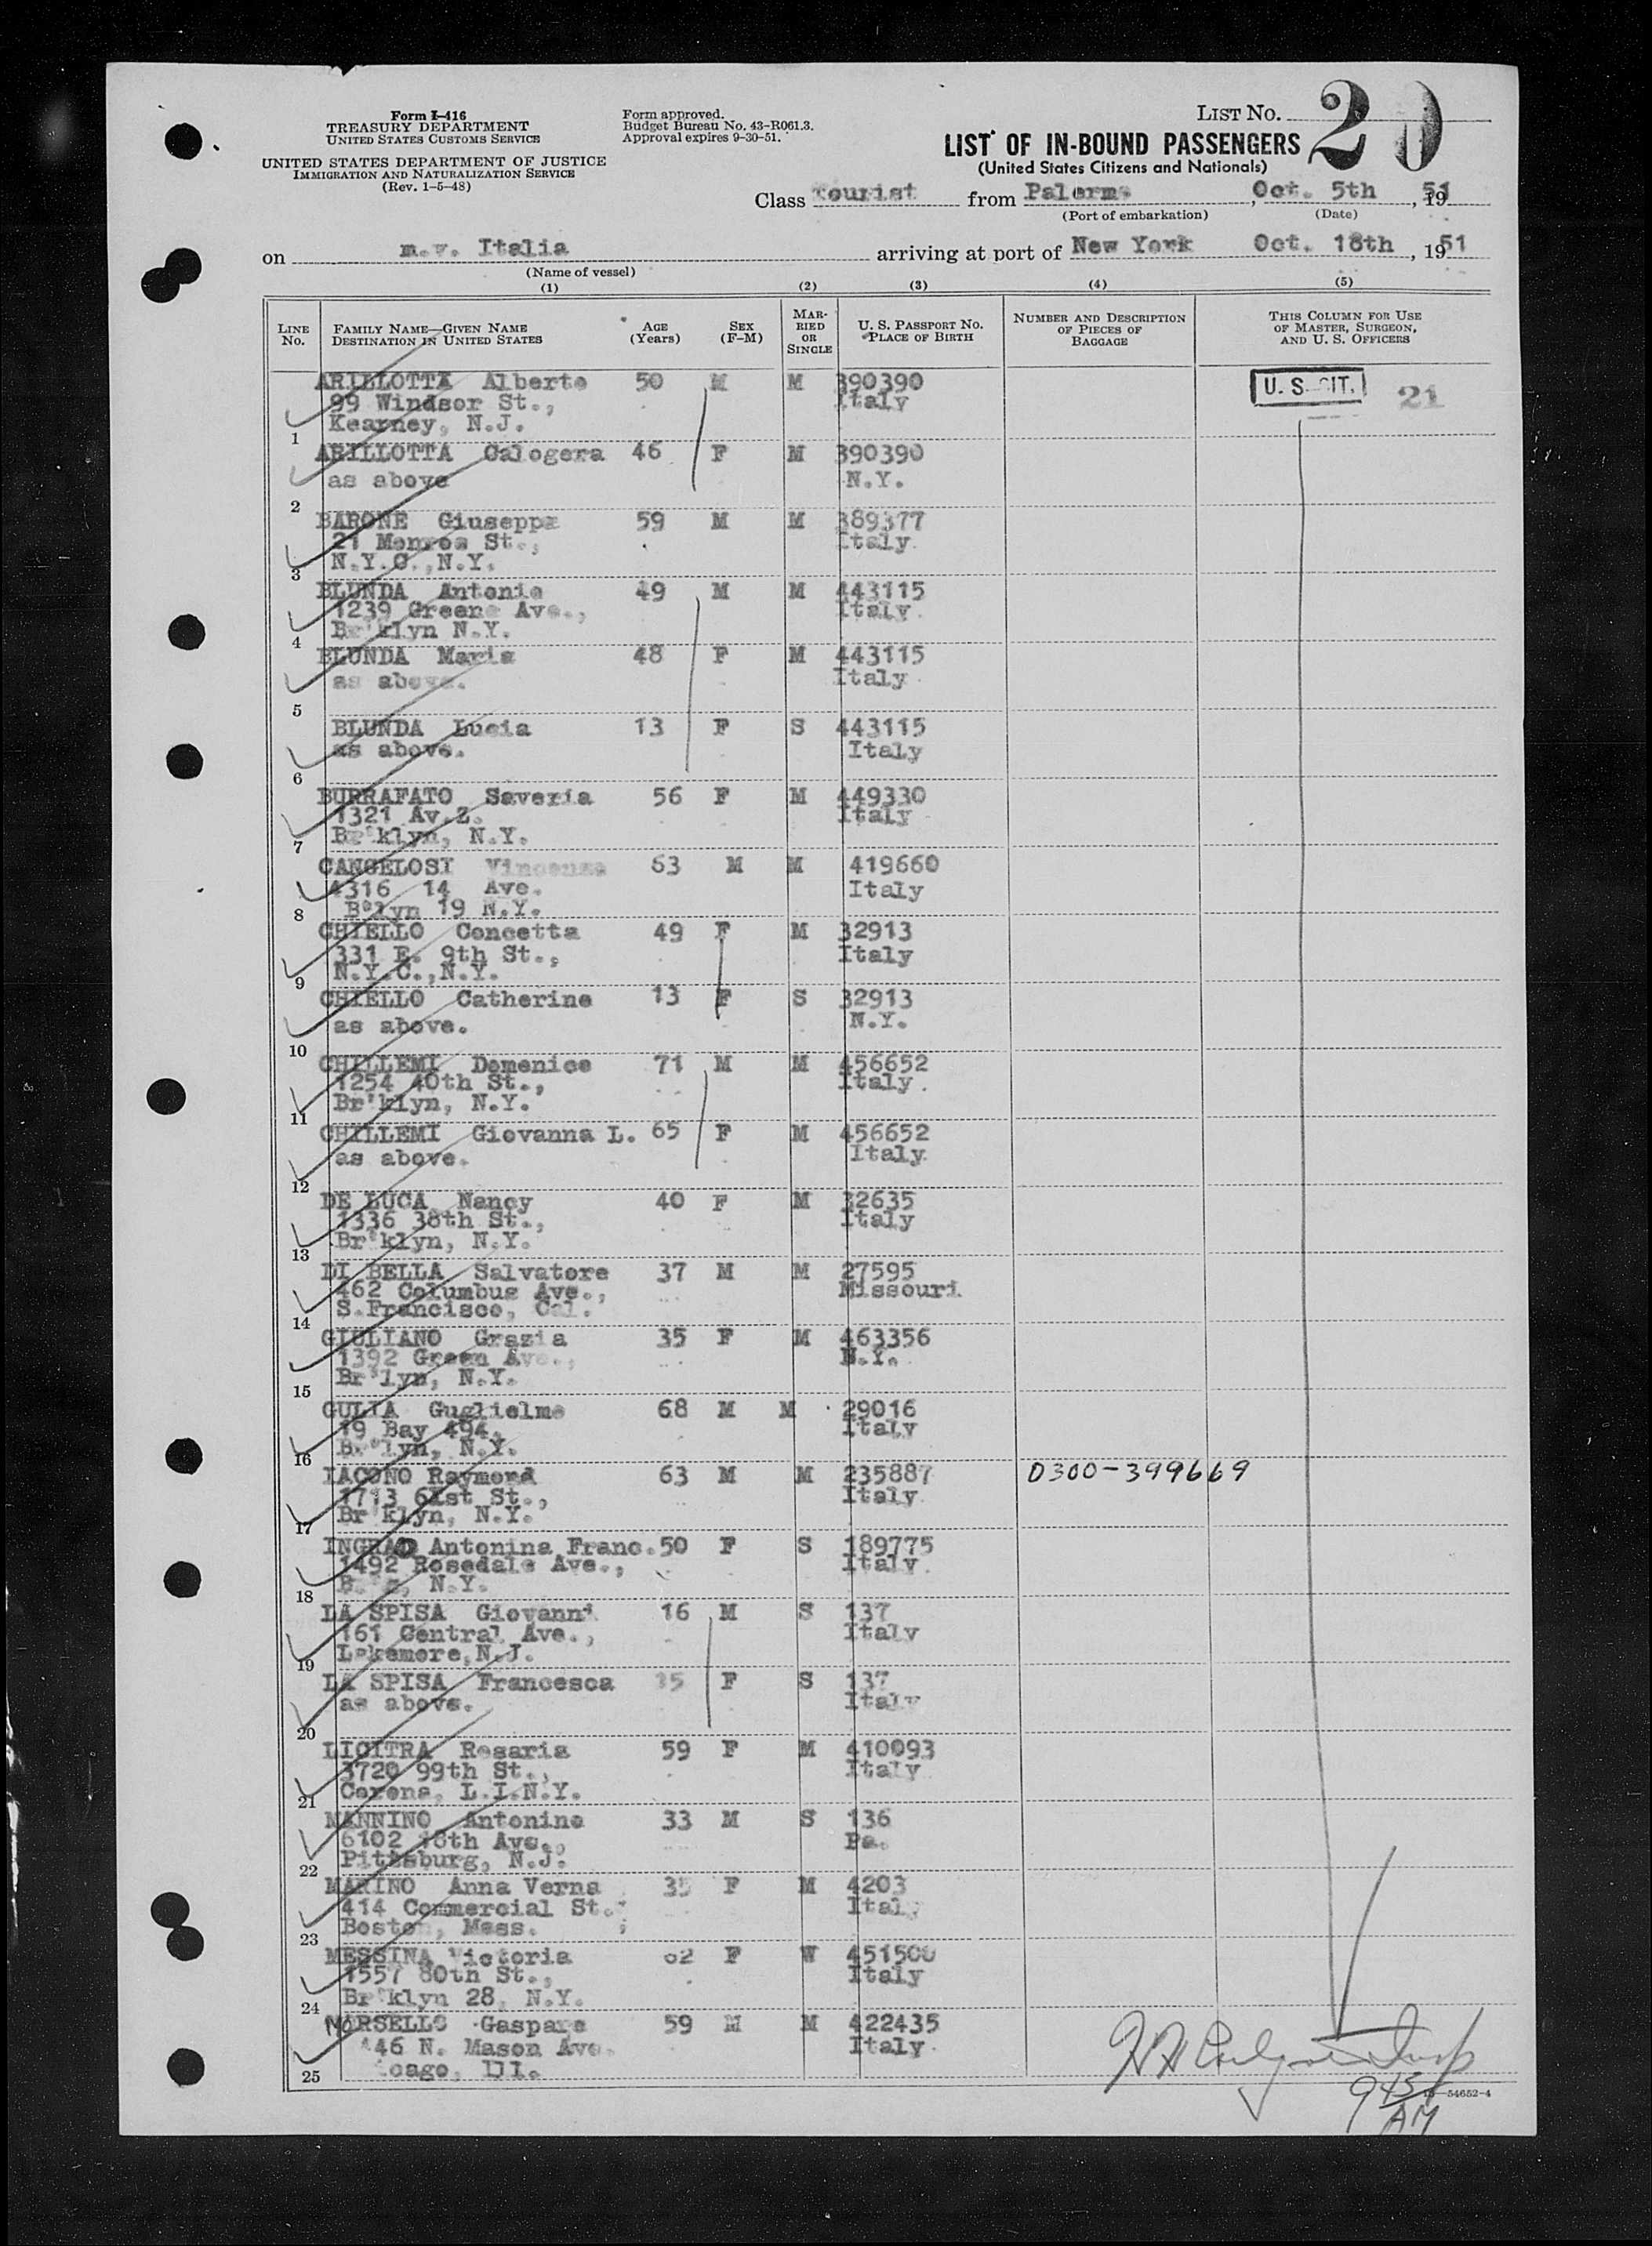 Form I-416
TREASURY DEPARTMENT
UNITED STATES CUSTOMS SERVICE
UNITED STATES DEPARTMENT OF JUSTICE
IMMIGRATION AND NATURALIZATION SERVICE
(Rev. 1-5-48)
Form approved.
Budget Bureau No. 43-R061.3.
Approval expires 9-30-51.
LIST No. 20
LIST OF IN-BOUND PASSENGERS
(United States Citizens and Nationals)
Class tourist from Palermo, Oct. 5th, 1951
(Port of embarkation) (Date)
on m.v. Italia arriving at port of New York Oct. 18th, 1951
(Name of vessel)
(1) (2) (3) (4) (5)
LINE No. FAMILY NAME—GIVEN NAME DESTINATION IN UNITED STATES AGE (Years) SEX (F-M) MARRIED OR SINGLE U. S. PASSPORT NO. PLACE OF BIRTH NUMBER AND DESCRIPTION OF PIECES OF BAGGAGE THIS COLUMN FOR USE OF MASTER, SURGEON, AND U. S. OFFICERS
ARILLOTTA Alberto 50 M M 390390 U. S. CIT. 21
99 Windsor St., Italy
Kearney, N.J.
1
ARILLOTTA Calogera 46 F M 390390
as above N.Y.
2
BARONE Giuseppe 59 M M 389377
21 Monroe St., Italy
N.Y.C., N.Y.
3
BLUNDA Antonio 49 M M 443115
1239 Greene Ave., Italy
Br'klyn N.Y.
4
BLUNDA Maria 48 F M 443115
as above. Italy
5
BLUNDA Lucia 13 F S 443115
as above. Italy
6
BURRAFATO Saveria 56 F M 449330
1321 Av.Z. Italy
Br'klyn, N.Y.
7
CANGELOSI Vincenzo 63 M M 419660
4316 14 Ave. Italy
B'lyn 19 N.Y.
8
CHIELLO Concetta 49 F M 32913
331 E. 9th St., Italy
N.Y.C.,N.Y.
9
CHIELLO Catherine 13 F S 32913
as above. N.Y.
10
CHILLEMI Domenico 71 M M 456652
1254 40th St., Italy
Br'klyn, N.Y.
11
CHILLEMI Giovanna L. 65 F M 456652
as above. Italy
12
DE LUCA Nancy 40 F M 32635
1336 38th St., Italy
Br'klyn, N.Y.
13
DI BELLA Salvatore 37 M M 27595
462 Columbus Ave., Missouri
S.Francisco, Cal.
14
GIULIANO Grazia 35 F M 463356
1392 Green Ave., N.Y.
Br'lyn, N.Y.
15
GULIA Guglielmo 68 M M 29016
19 Bay 494. Italy
Br'lyn, N.Y.
16
IACONO Raymond 63 M M 235887 0300-399669
1713 61st St., Italy
Br'klyn, N.Y.
17
INGRAO Antonina Franc. 50 F S 189775
1492 Rosedale Ave., Italy
N.Y.
18
LA SPISA Giovanni 16 M S 137
161 Central Ave., Italy
Lakemore, N.J.
19
LA SPISA Francesca F S 137
as above. Italy
20
LICITRA Rosaria 59 F M 410093
3720 99th St., Italy
Corona, L.I.N.Y.
21
MANNINO Antonino 33 M S 136
6102 18th Ave., Pa.
Pittsburg, N.J.
22
MARINO Anna Verna 35 F M 4203
414 Commercial St. Italy
Boston, Mass.
23
MESSINA Victoria 62 F W 451500
1557 80th St., Italy
Br'klyn 28, N.Y.
24
MORSELLO Gaspare 59 M M 422435
46 N. Mason Ave. Italy
cago, Ill.
25
16—54652-4
9 45
AM